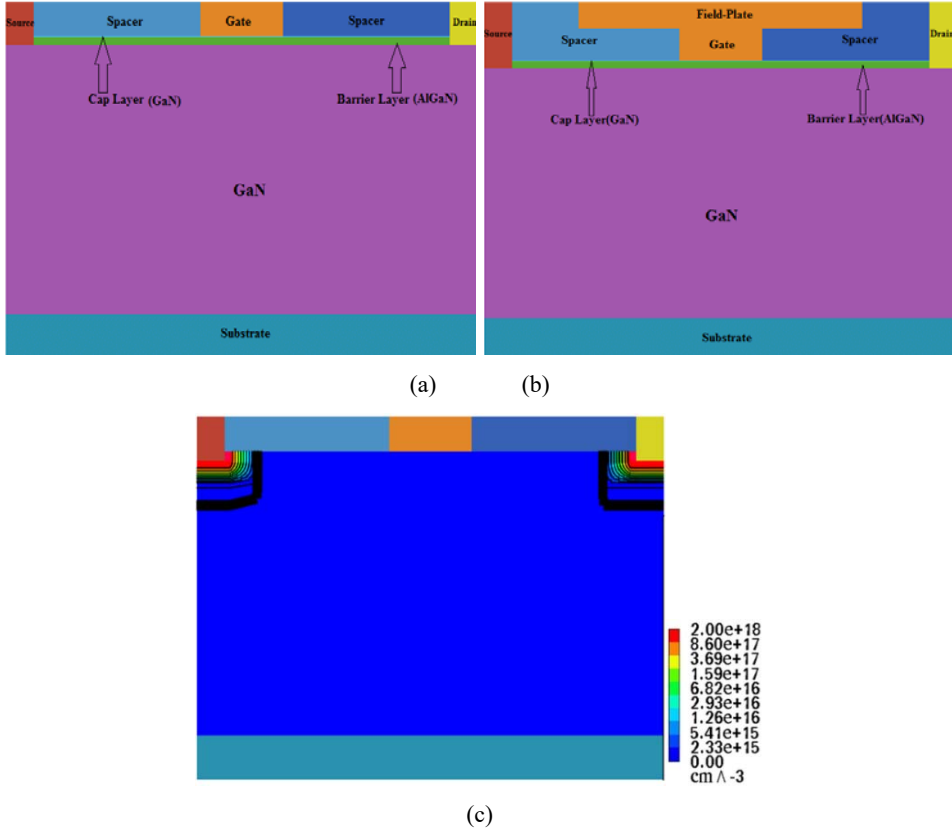 Source
Spacer
Gate
Spacer
Drain
Cap Layer (GaN)
Barrier Layer (AlGaN)
GaN
Substrate
Field-Plate
Source
Spacer
Gate
Spacer
Drain
Cap Layer(GaN)
Barrier Layer(AlGaN)
GaN
Substrate
(a) (b)
2.00e+18
8.60e+17
3.69e+17
1.59e+17
6.82e+16
2.93e+16
1.26e+16
5.41e+15
2.33e+15
0.00
cm ∧ -3
(c)